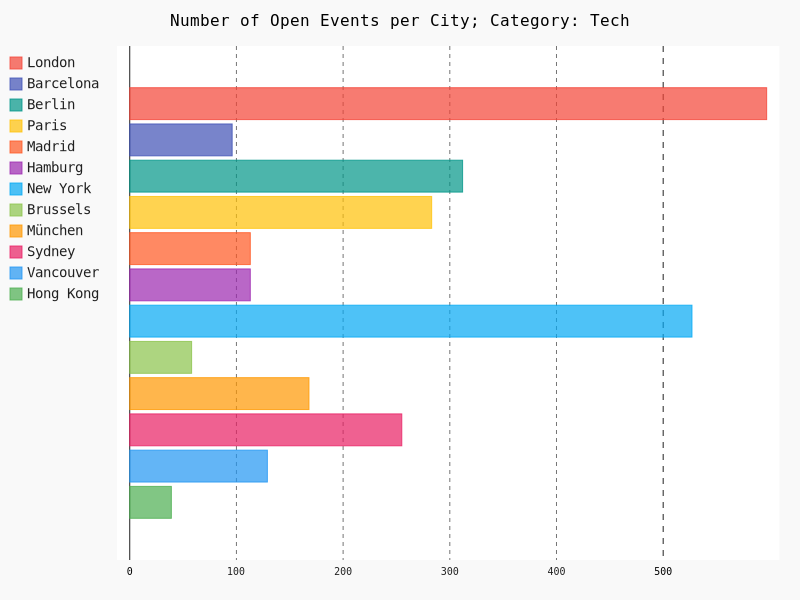 Number of Open Events per City; Category: Tech
London
Barcelona
Berlin
Paris
Madrid
Hamburg
New York
Brussels
München
Sydney
Vancouver
Hong Kong
0 100 200 300 400 500